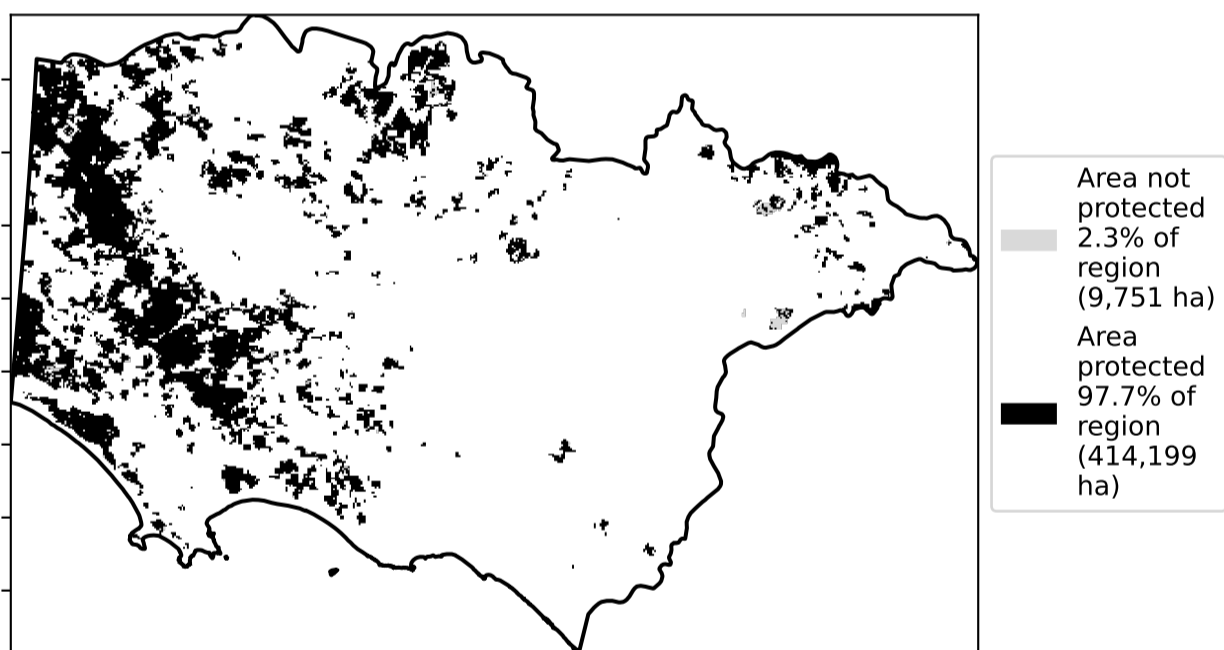 Area not
protected
2.3% of
region
(9,751 ha)
Area
protected
97.7% of
region
(414,199
ha)